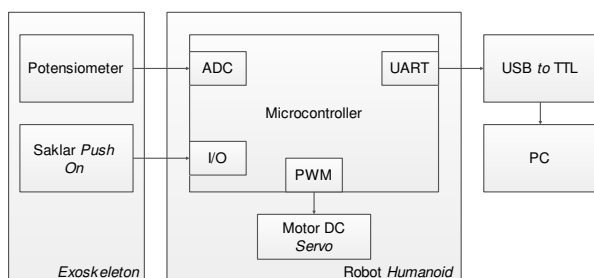 Potensiometer
ADC
UART
USB to TTL
Microcontroller
Saklar Push
On
I/O
PWM
PC
Motor DC
Servo
Exoskeleton
Robot Humanoid